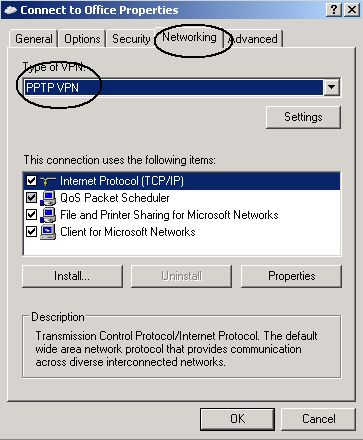 Connect to Office Properties
General Options Security Networking Advanced
Type of VPN:
PPTP VPN
Settings
This connection uses the following items:
Internet Protocol (TCP/IP)
QoS Packet Scheduler
File and Printer Sharing for Microsoft Networks
Client for Microsoft Networks
Install... Uninstall Properties
Description
Transmission Control Protocol/Internet Protocol. The default
wide area network protocol that provides communication
across diverse interconnected networks.
OK Cancel